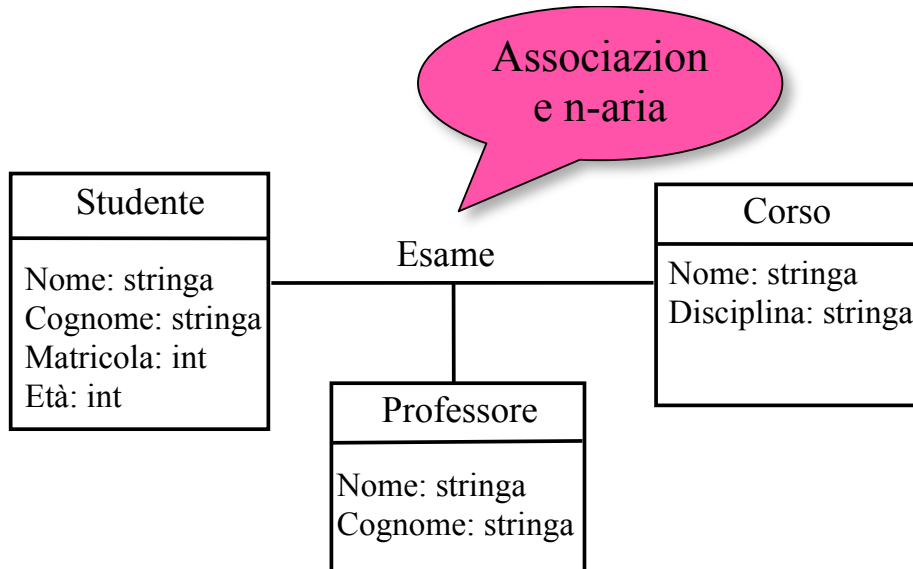 Associazion
e n-aria
Studente
Nome: stringa
Cognome: stringa
Matricola: int
Età: int
Esame
Corso
Nome: stringa
Disciplina: stringa
Professore
Nome: stringa
Cognome: stringa